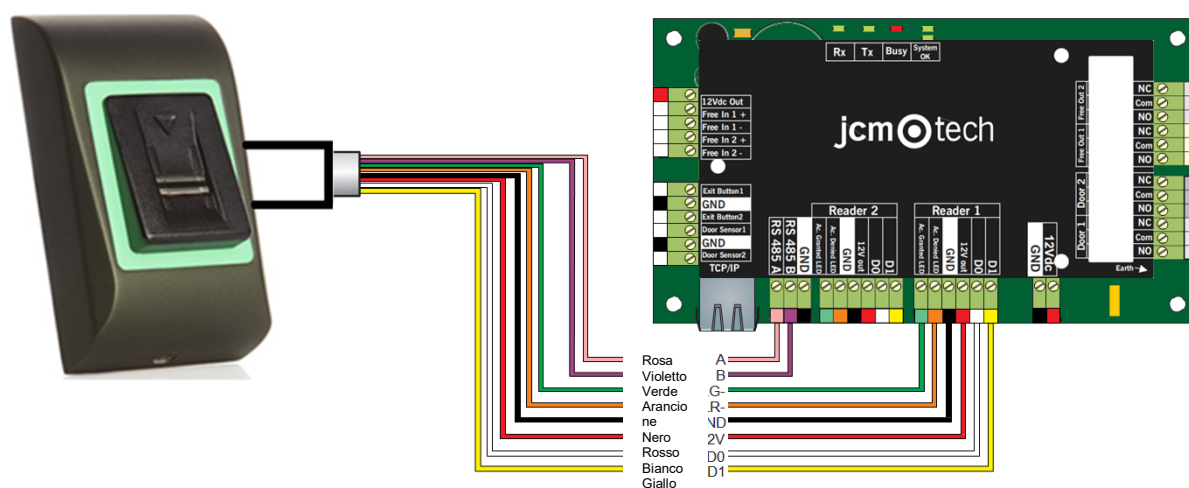 Rx Tx Busy System OK
jcm tech
12Vdc Out
Free In 1 +
Free In 1 -
Free In 2 +
Free In 2 -
Exit Button1
GND
Exit Button2
Door Sensor1
GND
Door Sensor2
TCP/IP
RS 485 A
RS 485 B
GND
Reader 2
Ac. Granted LED
Ac. Denied LED
GND
12V out
D0
D1
Reader 1
Ac. Granted LED
Ac. Denied LED
GND
12V out
D0
D1
GND
12Vdc
Free Out 2
NC
Com
NO
Free Out 1
NC
Com
NO
Door 2
NC
Com
NO
Door 1
NC
Com
NO
Earth
Rosa A
Violetto B
Verde .G-
Arancio .R-
ne ND
Nero 2V
Rosso D0
Bianco D1
Giallo